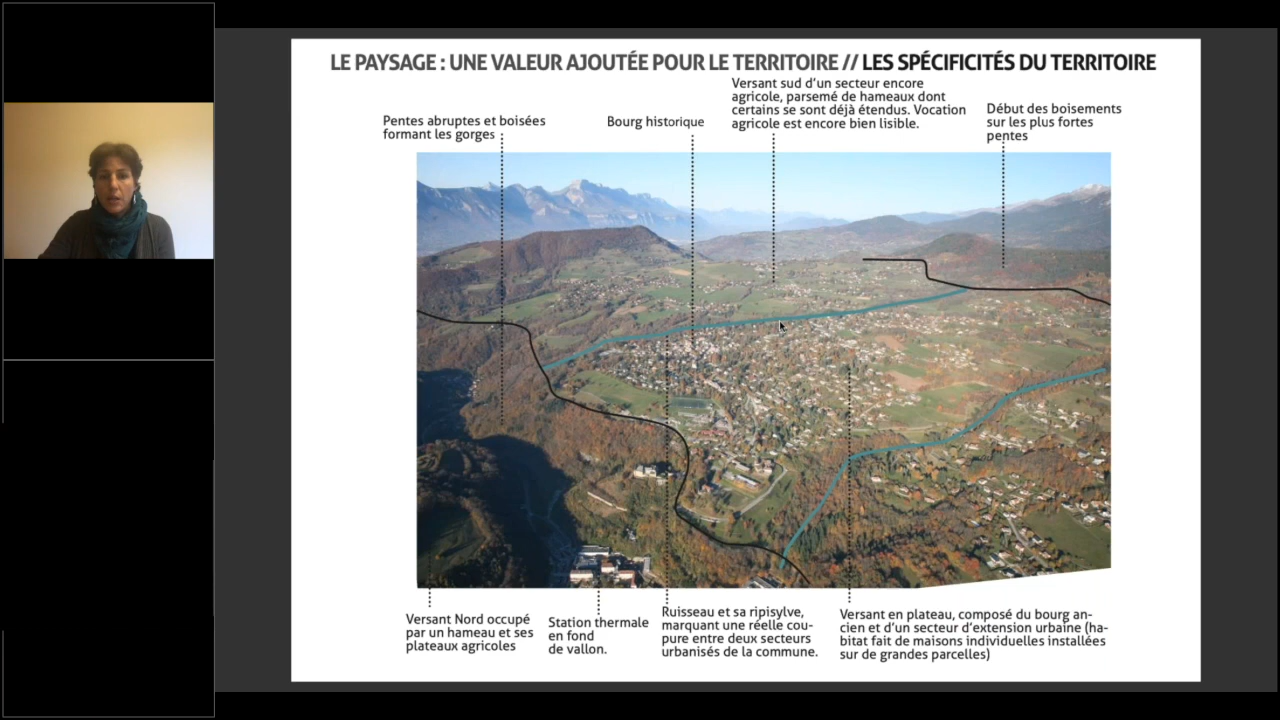 LE PAYSAGE : UNE VALEUR AJOUTÉE POUR LE TERRITOIRE // LES SPÉCIFICITÉS DU TERRITOIRE
Pentes abruptes et boisées
formant les gorges
Bourg historique
Versant sud d'un secteur encore
agricole, parsemé de hameaux dont
certains se sont déjà étendus. Vocation
agricole est encore bien lisible.
Début des boisements
sur les plus fortes
pentes
Versant Nord occupé
par un hameau et ses
plateaux agricoles
Station thermale
en fond
de vallon.
Ruisseau et sa ripisylve,
marquant une réelle cou-
pure entre deux secteurs
urbanisés de la commune.
Versant en plateau, composé du bourg an-
cien et d'un secteur d'extension urbaine (ha-
bitat fait de maisons individuelles installées
sur de grandes parcelles)